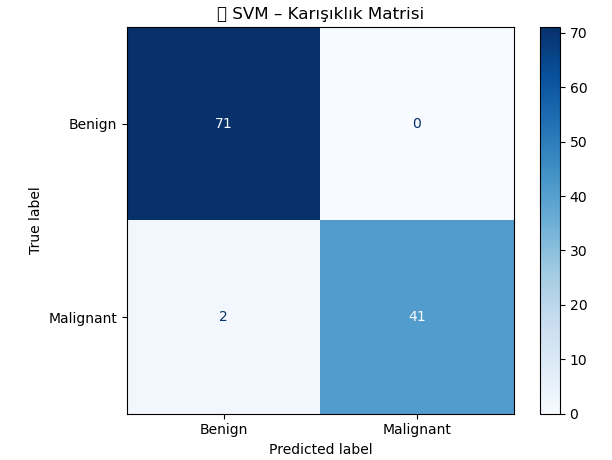 SVM – Karışıklık Matrisi
Benign
71
0
Malignant
2
41
True label
Benign
Malignant
Predicted label
70
60
50
40
30
20
10
0